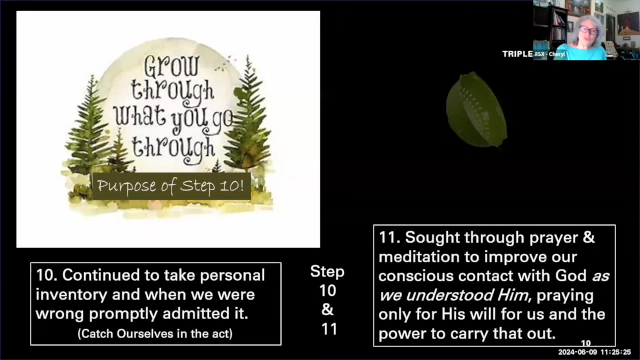 Grow
through
what you go
through
Purpose of Step 10!
10. Continued to take personal
inventory and when we were
wrong promptly admitted it.
(Catch Ourselves in the act)
Step
10
&
11
TRIPLE
- Cheryl
11. Sought through prayer &
meditation to improve our
conscious contact with God as
we understood Him, praying
only for His will for us and the
power to carry that out.
10
2024-06-09 11:25:25